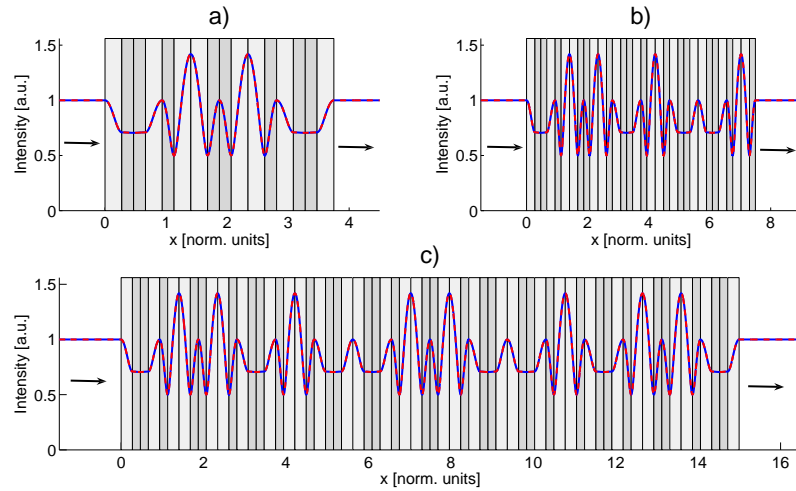 a)
Intensity [a.u.]
1.5
1
0.5
0
0 1 2 3 4
x [norm. units]
b)
Intensity [a.u.]
1.5
1
0.5
0
0 2 4 6 8
x [norm. units]
c)
Intensity [a.u.]
1.5
1
0.5
0
0 2 4 6 8 10 12 14 16
x [norm. units]